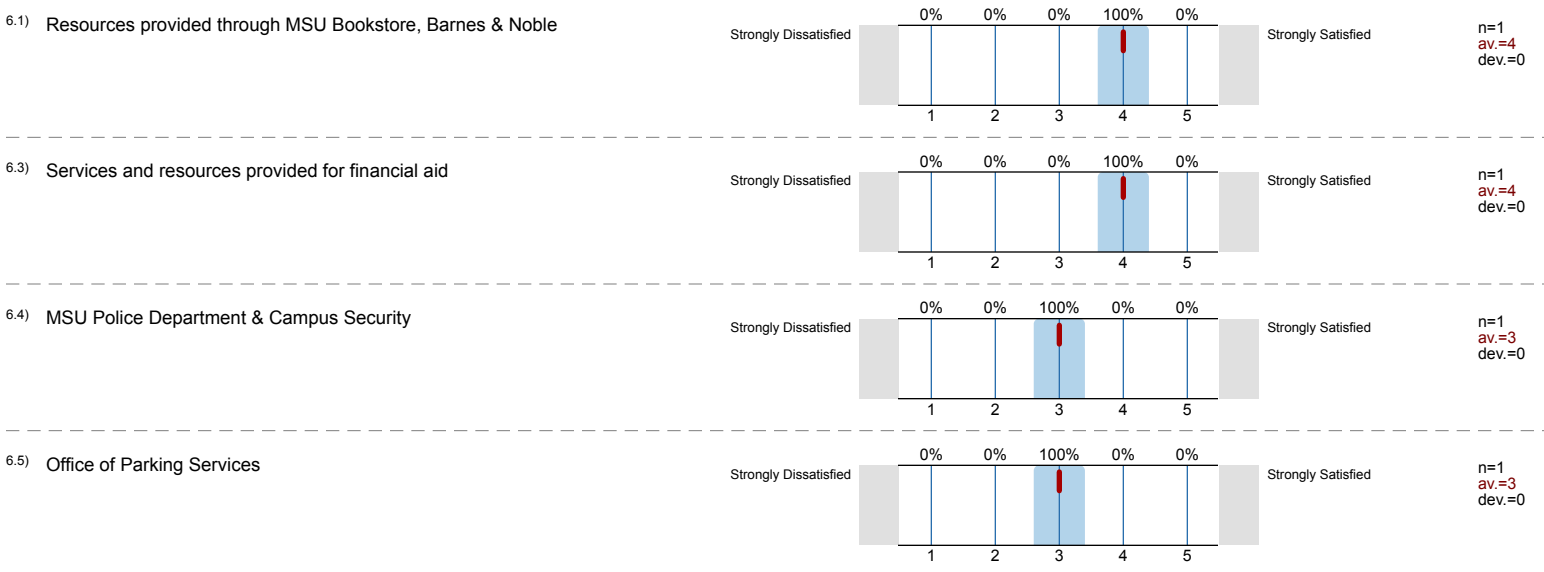 6.1) Resources provided through MSU Bookstore, Barnes & Noble
0% 0% 0% 100% 0%
Strongly Dissatisfied Strongly Satisfied
n=1
av.=4
dev.=0
1 2 3 4 5
6.3) Services and resources provided for financial aid
0% 0% 0% 100% 0%
Strongly Dissatisfied Strongly Satisfied
n=1
av.=4
dev.=0
1 2 3 4 5
6.4) MSU Police Department & Campus Security
0% 0% 100% 0% 0%
Strongly Dissatisfied Strongly Satisfied
n=1
av.=3
dev.=0
1 2 3 4 5
6.5) Office of Parking Services
0% 0% 100% 0% 0%
Strongly Dissatisfied Strongly Satisfied
n=1
av.=3
dev.=0
1 2 3 4 5